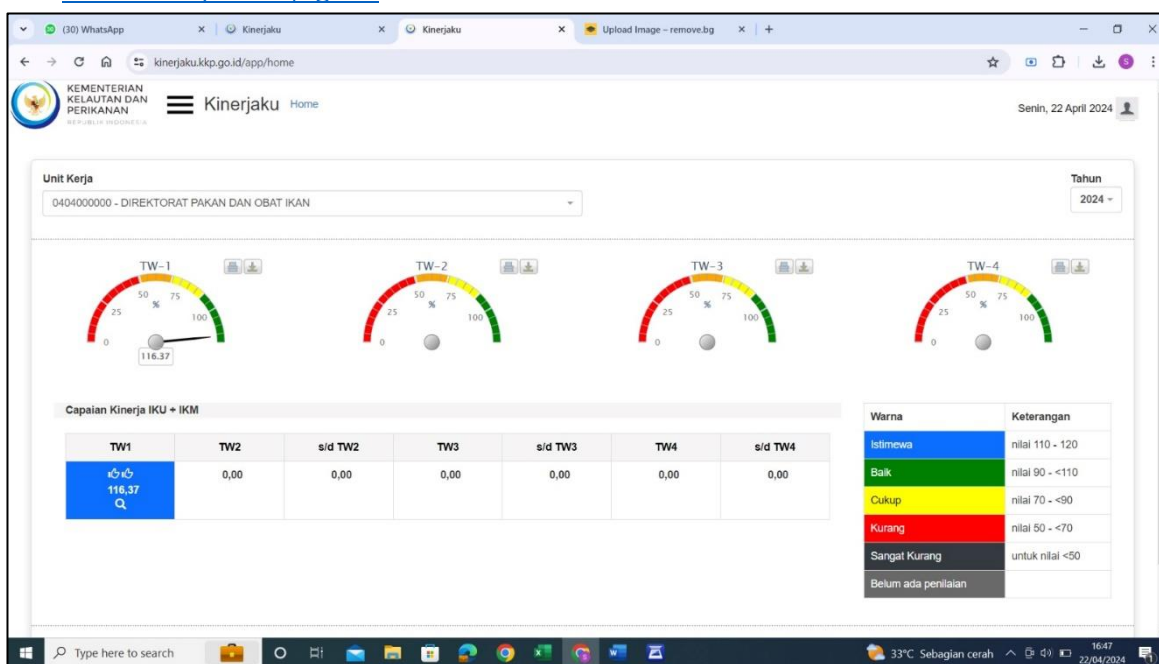 (30) WhatsApp
Kinerjaku
Kinerjaku
Upload Image – remove.bg
kinerjaku.kkp.go.id/app/home
S
KEMENTERIAN
KELAUTAN DAN
PERIKANAN
REPUBLIK INDONESIA
Kinerjaku Home
Senin, 22 April 2024
Unit Kerja
Tahun
0404000000 - DIREKTORAT PAKAN DAN OBAT IKAN
2024
TW-1
0 25 50 75 100
%
116.37
TW-2
0 25 50 75 100
%
TW-3
0 25 50 75 100
%
TW-4
0 25 50 75 100
%
Capaian Kinerja IKU + IKM
TW1 TW2 s/d TW2 TW3 s/d TW3 TW4 s/d TW4
116,37 0,00 0,00 0,00 0,00 0,00 0,00
Warna Keterangan
Istimewa nilai 110 - 120
Baik nilai 90 - <110
Cukup nilai 70 - <90
Kurang nilai 50 - <70
Sangat Kurang untuk nilai <50
Belum ada penilaian
Type here to search
33°C Sebagian cerah
16:47
22/04/2024